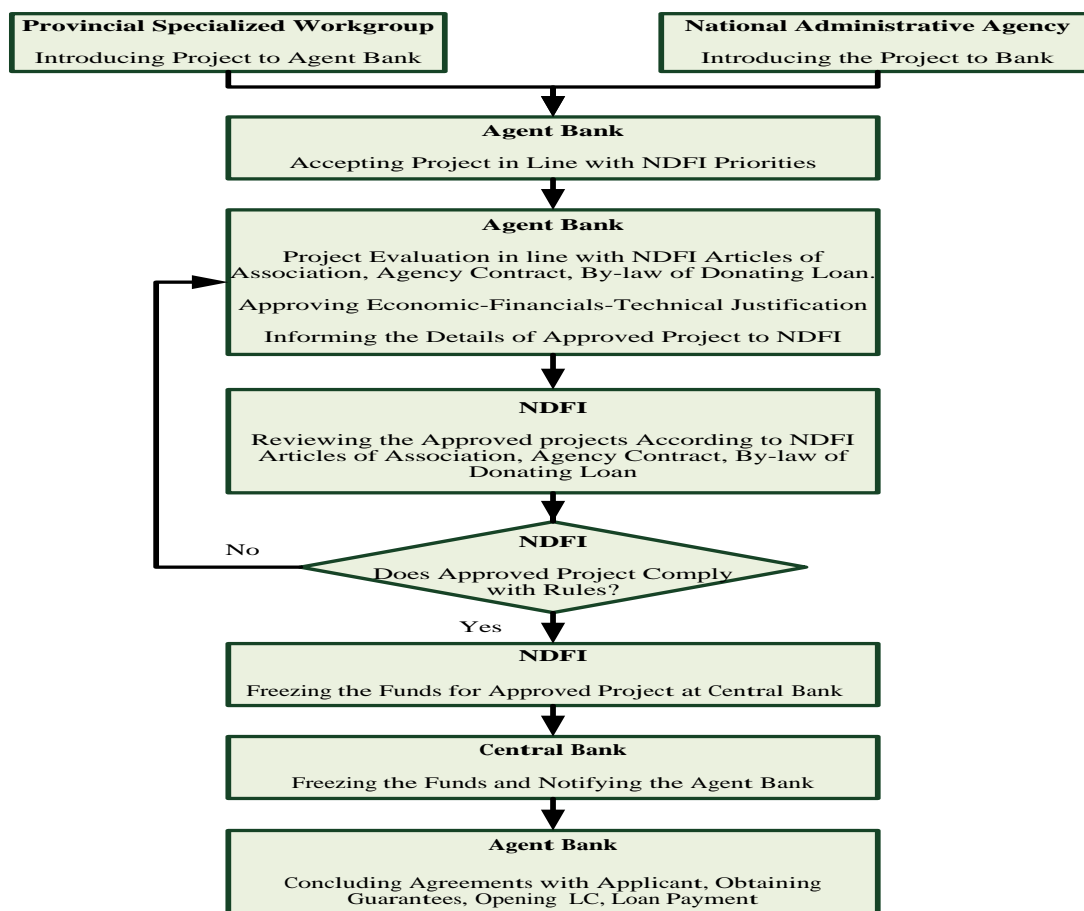 Provincial Specialized Workgroup
Introducing Project to Agent Bank
National Administrative Agency
Introducing the Project to Bank
Agent Bank
Accepting Project in Line with NDFI Priorities
Agent Bank
Project Evaluation in line with NDFI Articles of
Association, Agency Contract, By-law of Donating Loan.
Approving Economic-Financials-Technical Justification
Informing the Details of Approved Project to NDFI
NDFI
Reviewing the Approved projects According to NDFI
Articles of Association, Agency Contract, By-law of
Donating Loan
NDFI
Does Approved Project Comply
with Rules?
No
Yes
NDFI
Freezing the Funds for Approved Project at Central Bank
Central Bank
Freezing the Funds and Notifying the Agent Bank
Agent Bank
Concluding Agreements with Applicant, Obtaining
Guarantees, Opening LC, Loan Payment